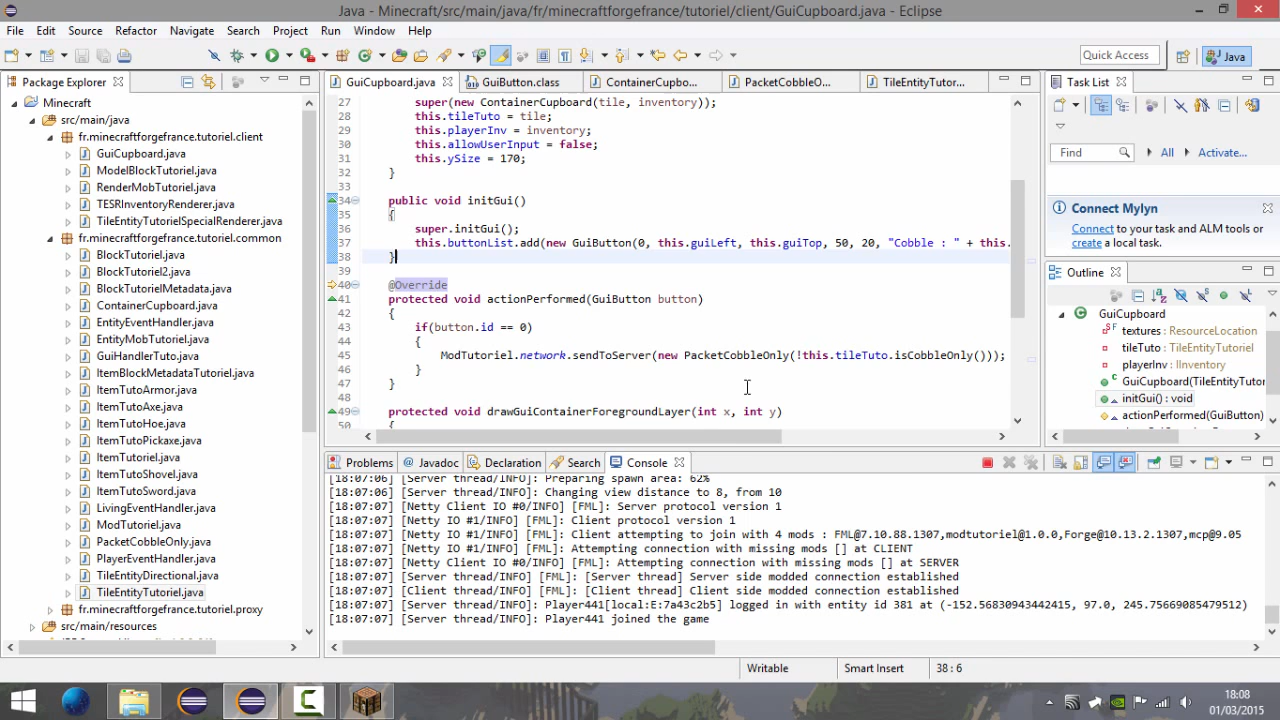 Java - Minecraft/src/main/java/fr/minecraftforgefrance/tutoriel/client/GuiCupboard.java - Eclipse
File Edit Source Refactor Navigate Search Project Run Window Help
Quick Access
Java
Package Explorer
Minecraft
src/main/java
fr.minecraftforgefrance.tutoriel.client
GuiCupboard.java
ModelBlockTutoriel.java
RenderMobTutoriel.java
TESRInventoryRenderer.java
TileEntityTutorielSpecialRenderer.java
fr.minecraftforgefrance.tutoriel.common
BlockTutoriel.java
BlockTutoriel2.java
BlockTutorielMetadata.java
ContainerCupboard.java
EntityEventHandler.java
EntityMobTutoriel.java
GuiHandlerTuto.java
ItemBlockMetadataTutoriel.java
ItemTutoArmor.java
ItemTutoAxe.java
ItemTutoHoe.java
ItemTutoPickaxe.java
ItemTutoriel.java
ItemTutoShovel.java
ItemTutoSword.java
LivingEventHandler.java
ModTutoriel.java
PacketCobbleOnly.java
PlayerEventHandler.java
TileEntityDirectional.java
TileEntityTutoriel.java
fr.minecraftforgefrance.tutoriel.proxy
src/main/resources
GuiCupboard.java GuiButton.class ContainerCupbo... PacketCobbleO... TileEntityTutor...
27 super(new ContainerCupboard(tile, inventory));
28 this.tileTuto = tile;
29 this.playerInv = inventory;
30 this.allowUserInput = false;
31 this.ySize = 170;
32 }
33
34 public void initGui()
35 {
36 super.initGui();
37 this.buttonList.add(new GuiButton(0, this.guiLeft, this.guiTop, 50, 20, "Cobble : " + this.
38 }
39
40 @Override
41 protected void actionPerformed(GuiButton button)
42 {
43 if(button.id == 0)
44 {
45 ModTutoriel.network.sendToServer(new PacketCobbleOnly(!this.tileTuto.isCobbleOnly()));
46 }
47 }
48
49 protected void drawGuiContainerForegroundLayer(int x, int y)
50 {
Task List
Find
All
Activate...
Connect Mylyn
Connect to your task and ALM tools or
create a local task.
Outline
GuiCupboard
textures : ResourceLocation
tileTuto : TileEntityTutoriel
playerInv : IInventory
GuiCupboard(TileEntityTutor
initGui() : void
actionPerformed(GuiButton)
Problems Javadoc Declaration Search Console
[18:07:06] [Server thread/INFO]: Preparing spawn area: 62%
[18:07:07] [Server thread/INFO]: Changing view distance to 8, from 10
[18:07:07] [Netty Client IO #0/INFO] [FML]: Server protocol version 1
[18:07:07] [Netty IO #1/INFO] [FML]: Client protocol version 1
[18:07:07] [Netty IO #1/INFO] [FML]: Client attempting to join with 4 mods : FML@7.10.88.1307,modtutoriel@1.0.0,Forge@10.13.2.1307,mcp@9.05
[18:07:07] [Netty IO #1/INFO] [FML]: Attempting connection with missing mods [] at CLIENT
[18:07:07] [Netty Client IO #0/INFO] [FML]: Attempting connection with missing mods [] at SERVER
[18:07:07] [Server thread/INFO] [FML]: [Server thread] Server side modded connection established
[18:07:07] [Client thread/INFO] [FML]: [Client thread] Client side modded connection established
[18:07:07] [Server thread/INFO]: Player441[local:E:7a43c2b5] logged in with entity id 381 at (-152.56830943442415, 97.0, 245.75669085479512)
[18:07:07] [Server thread/INFO]: Player441 joined the game
Writable Smart Insert 38 : 6
18:08
01/03/2015